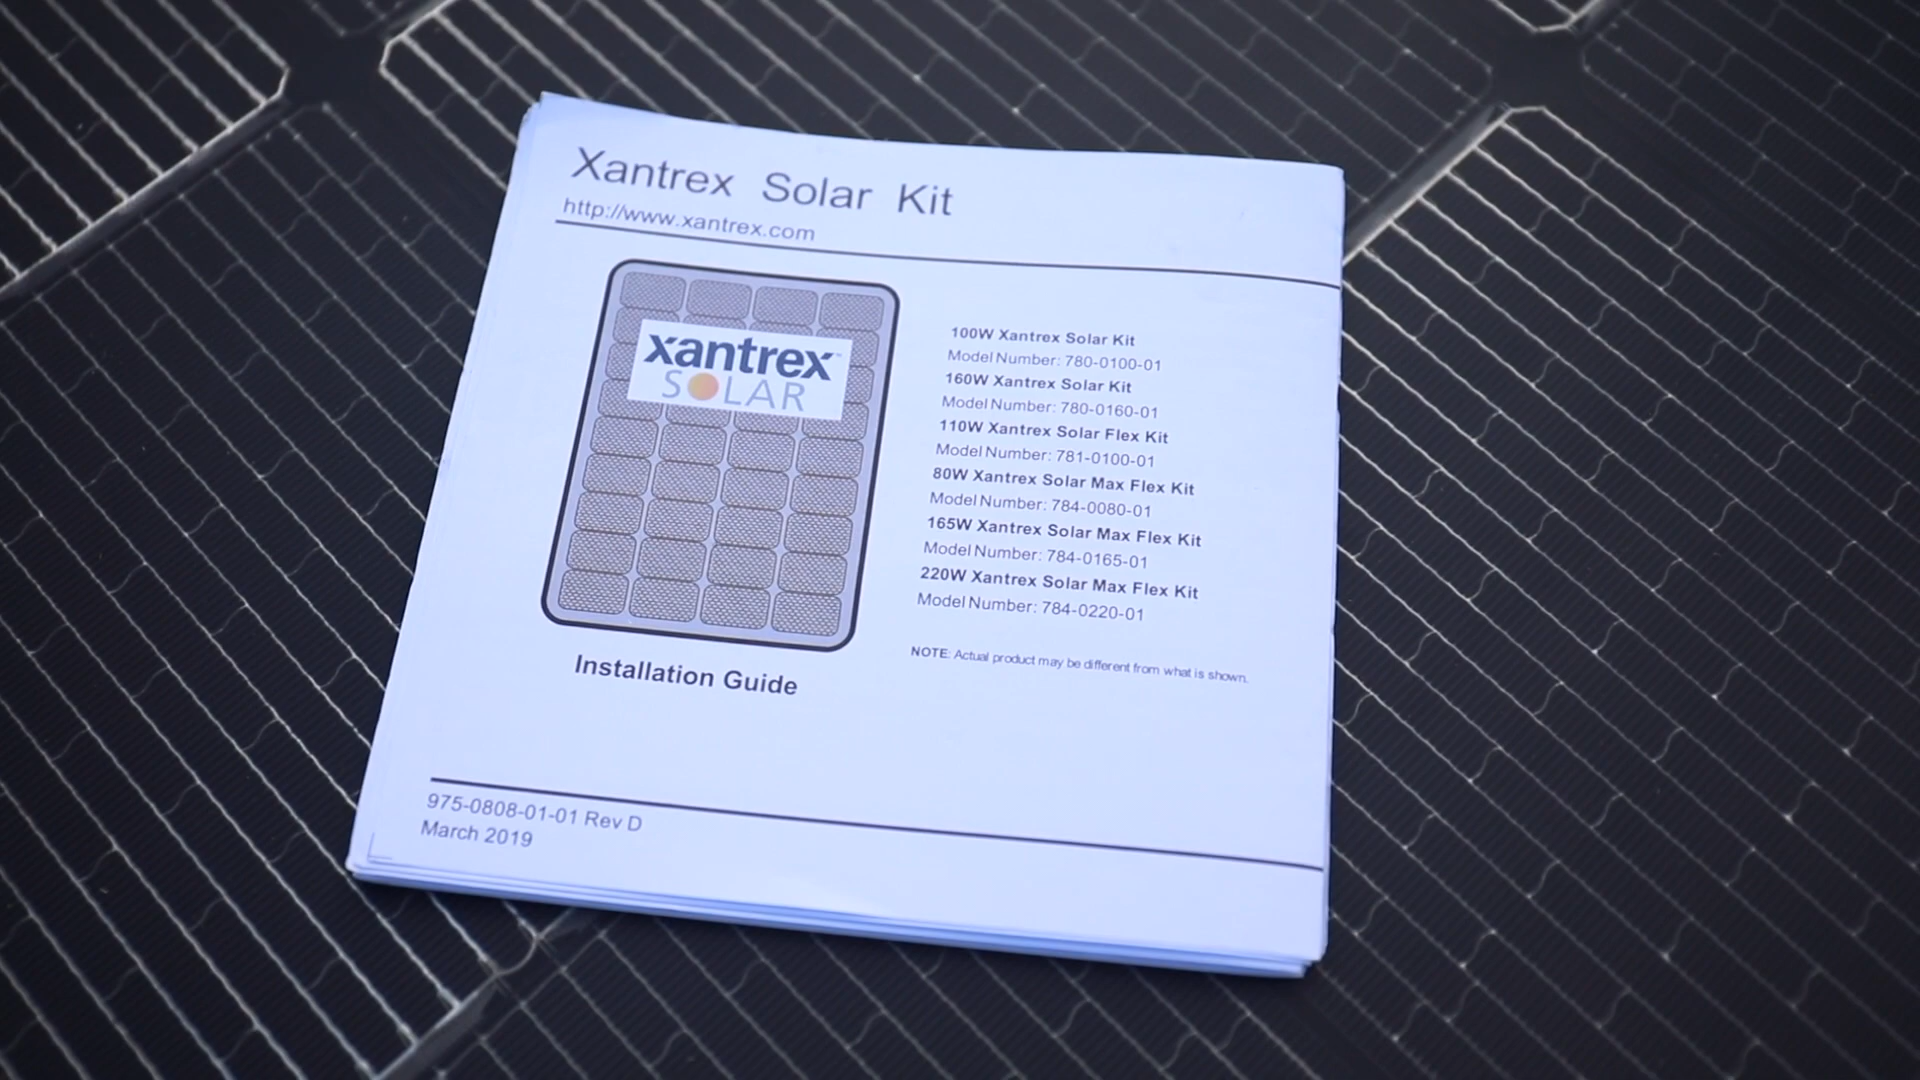 Xantrex Solar Kit
http://www.xantrex.com
xantrex™
SOLAR
Installation Guide
100W Xantrex Solar Kit
Model Number: 780-0100-01
160W Xantrex Solar Kit
Model Number: 780-0160-01
110W Xantrex Solar Flex Kit
Model Number: 781-0100-01
80W Xantrex Solar Max Flex Kit
Model Number: 784-0080-01
165W Xantrex Solar Max Flex Kit
Model Number: 784-0165-01
220W Xantrex Solar Max Flex Kit
Model Number: 784-0220-01
NOTE: Actual product may be different from what is shown.
975-0808-01-01 Rev D
March 2019